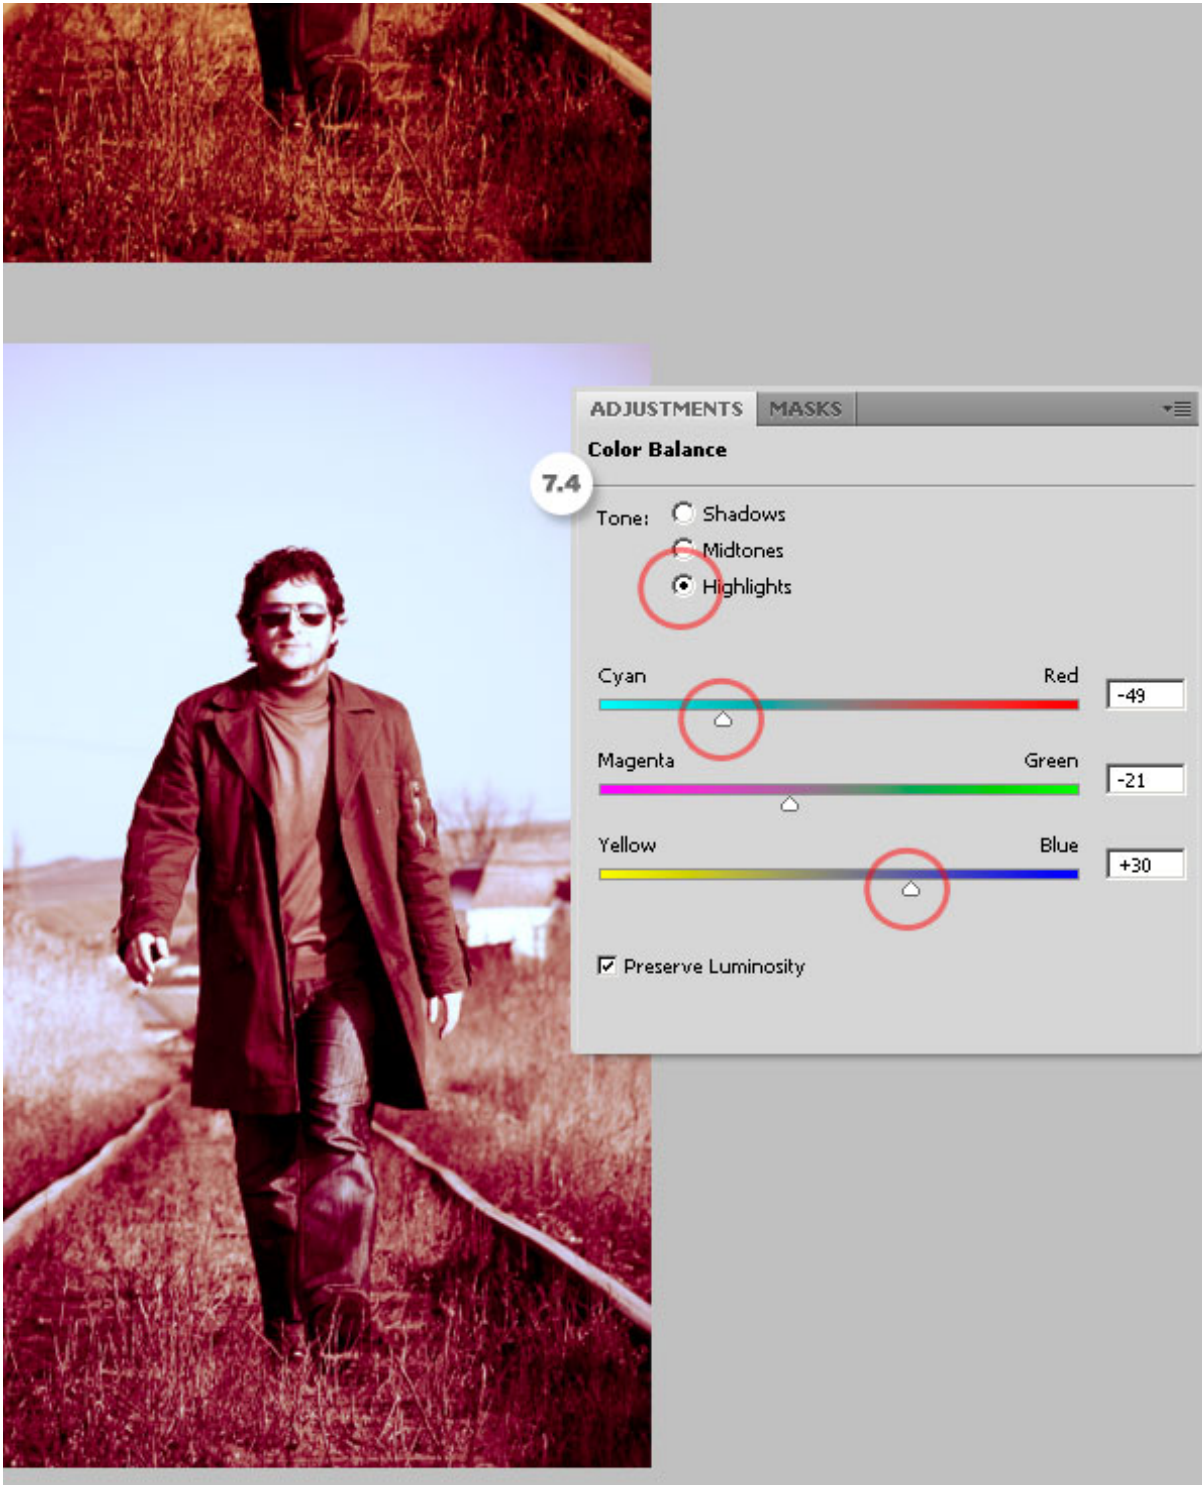 ADJUSTMENTS MASKS
Color Balance
7.4
Tone: Shadows
Midtones
Highlights
Cyan Red -49
Magenta Green -21
Yellow Blue +30
Preserve Luminosity